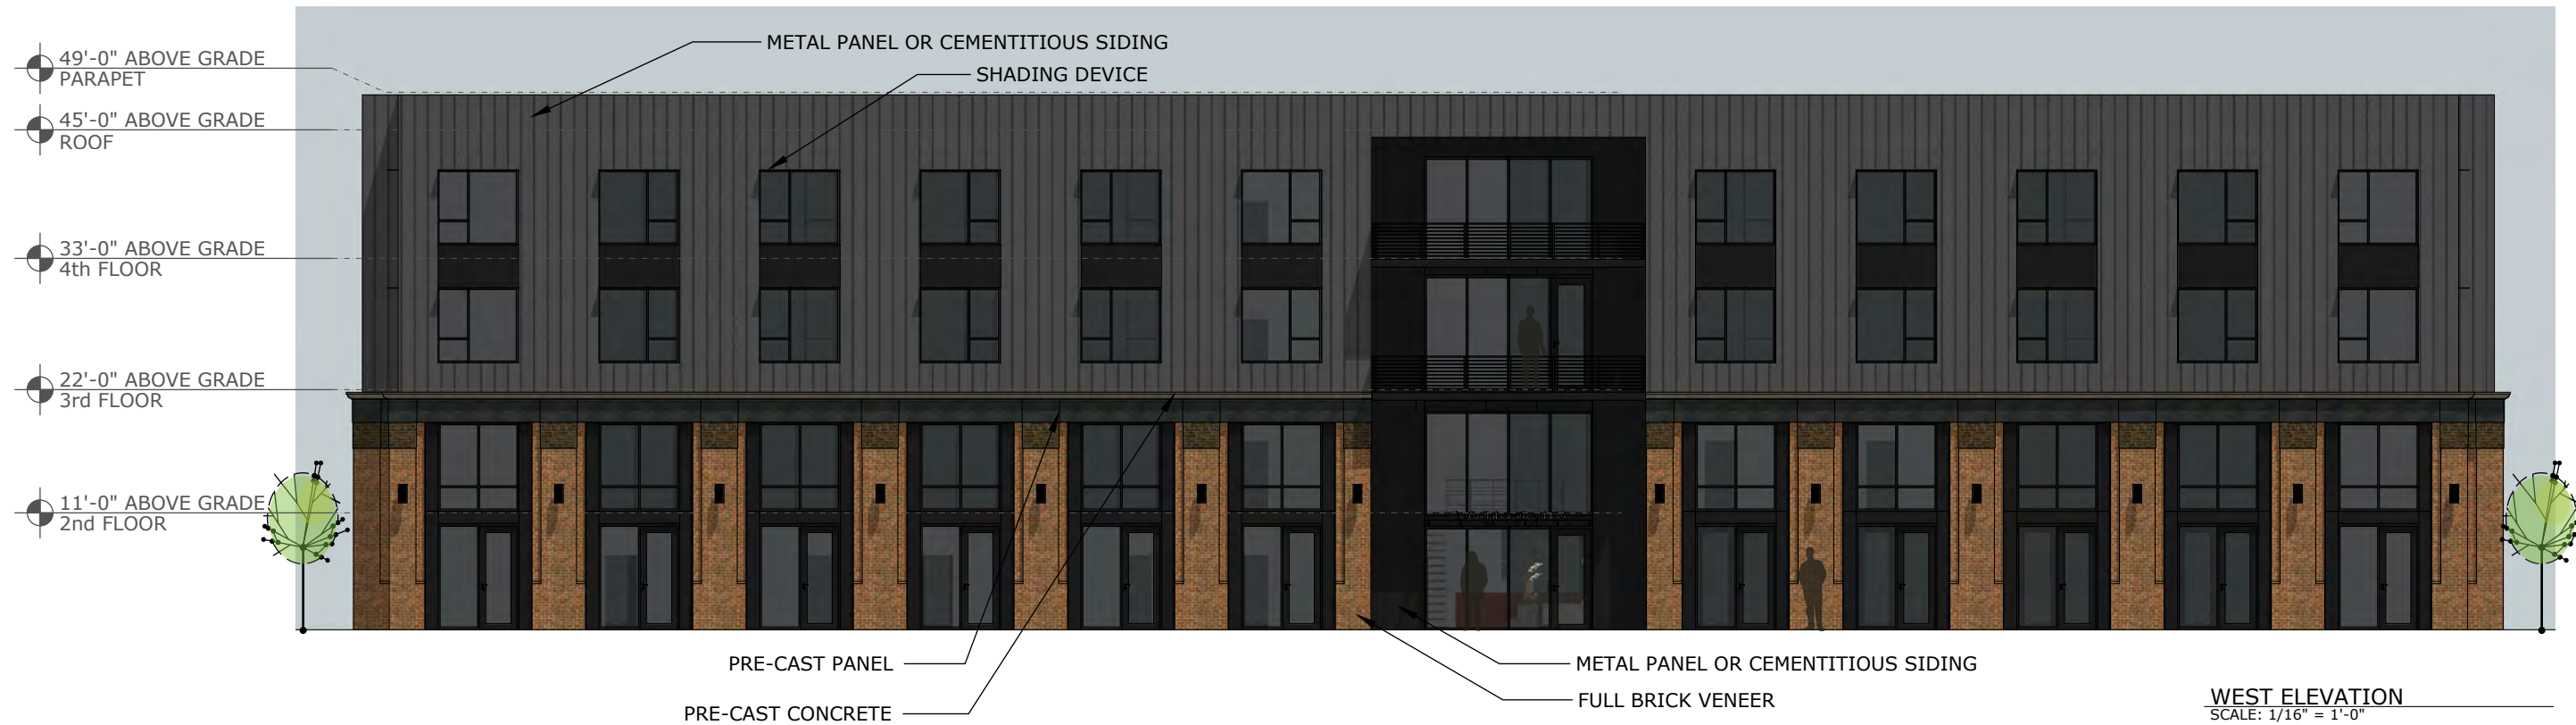 METAL PANEL OR CEMENTITIOUS SIDING
49'-0" ABOVE GRADE
PARAPET
SHADING DEVICE
45'-0" ABOVE GRADE
ROOF
33'-0" ABOVE GRADE
4th FLOOR
22'-0" ABOVE GRADE
3rd FLOOR
11'-0" ABOVE GRADE
2nd FLOOR
PRE-CAST PANEL
METAL PANEL OR CEMENTITIOUS SIDING
PRE-CAST CONCRETE
FULL BRICK VENEER
WEST ELEVATION
SCALE: 1/16" = 1'-0"